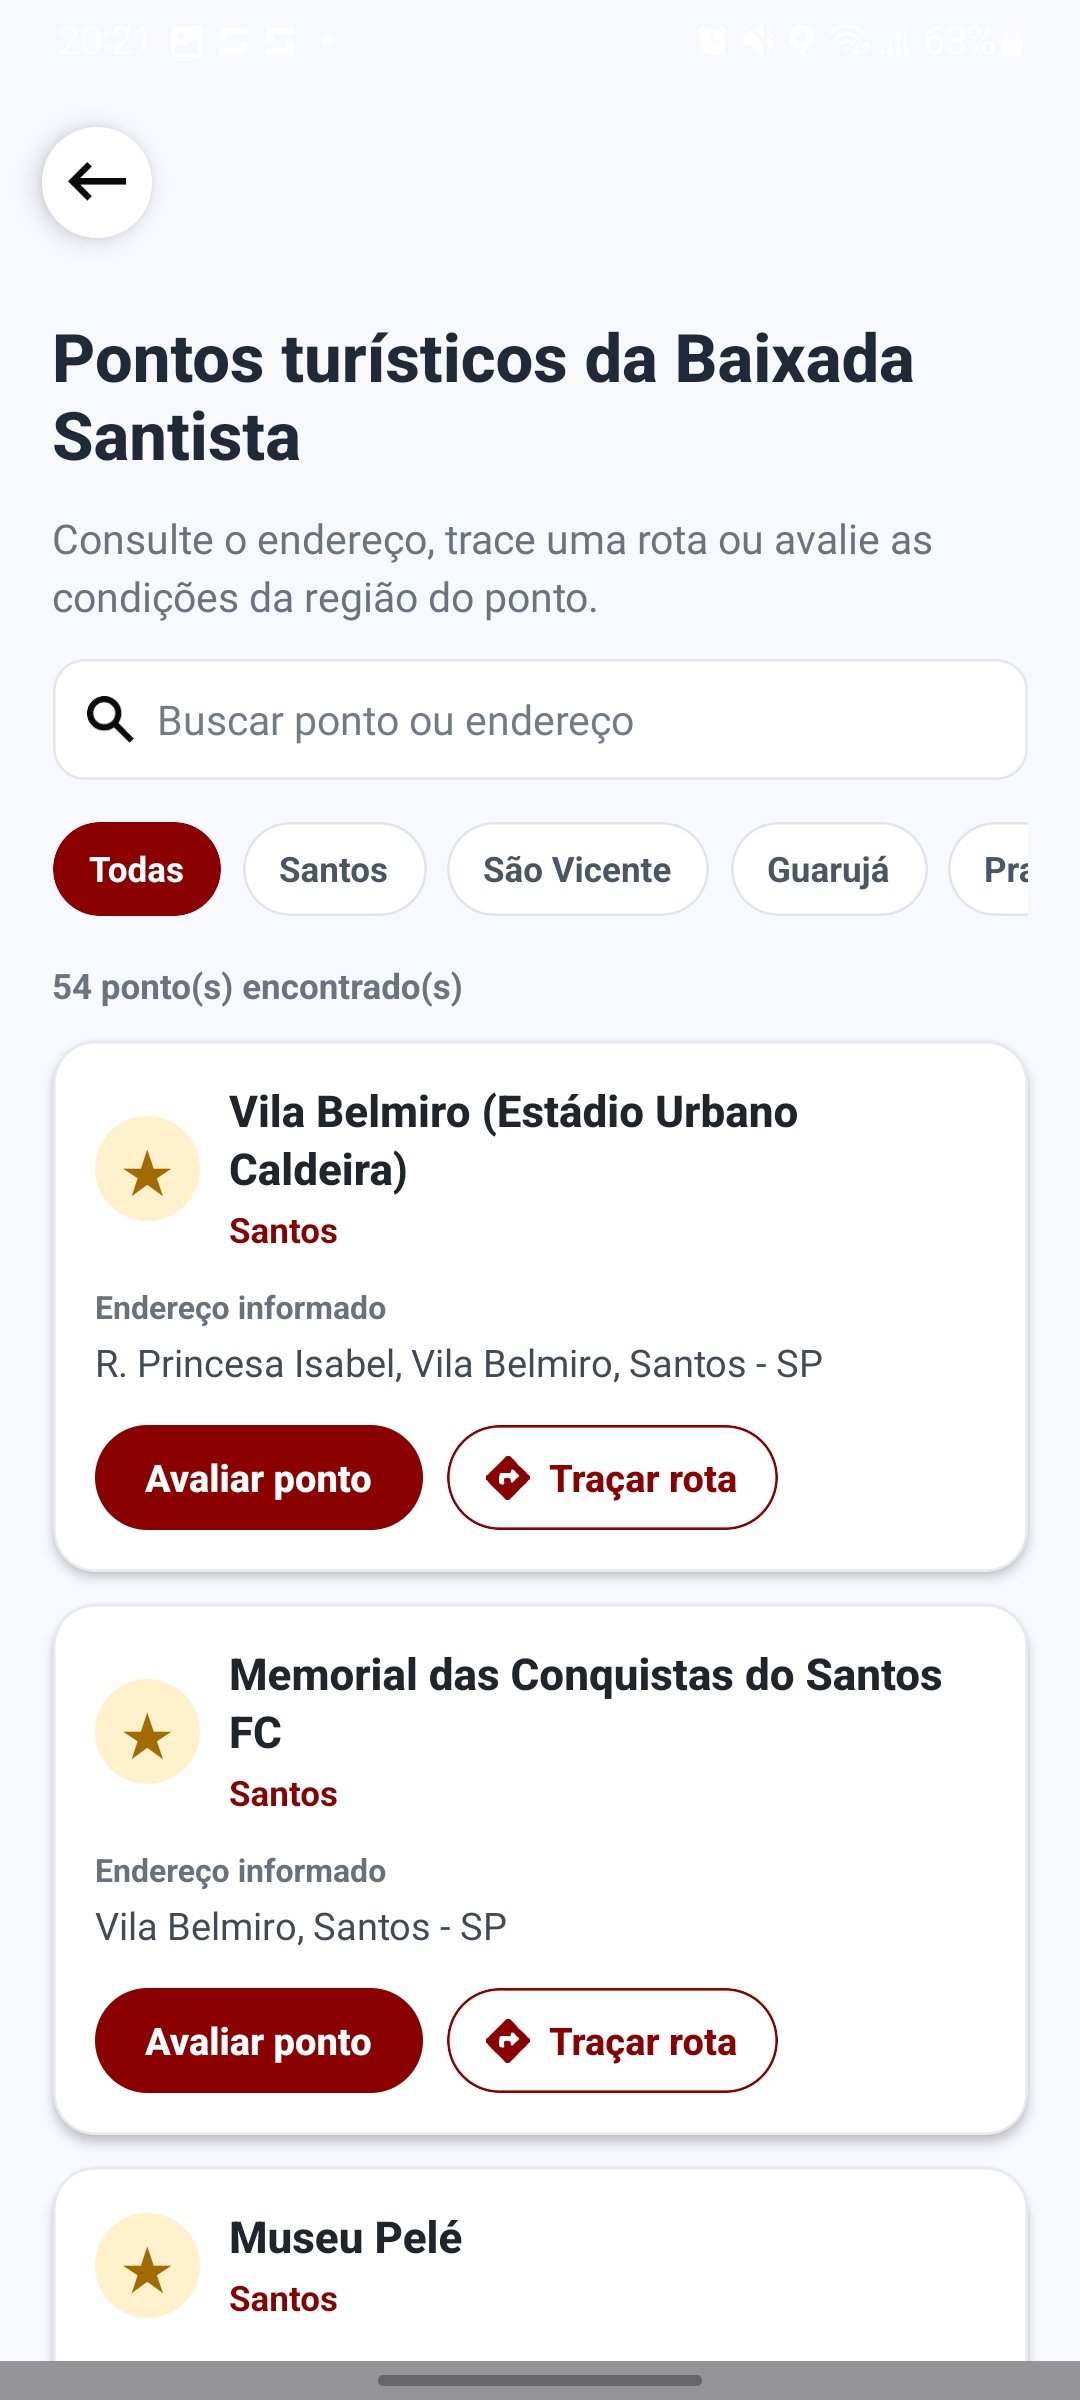 20:21
63%
Pontos turísticos da Baixada
Santista
Consulte o endereço, trace uma rota ou avalie as
condições da região do ponto.
Buscar ponto ou endereço
Todas
Santos
São Vicente
Guarujá
Pra
54 ponto(s) encontrado(s)
Vila Belmiro (Estádio Urbano
Caldeira)
Santos
Endereço informado
R. Princesa Isabel, Vila Belmiro, Santos - SP
Avaliar ponto
Traçar rota
Memorial das Conquistas do Santos
FC
Santos
Endereço informado
Vila Belmiro, Santos - SP
Avaliar ponto
Traçar rota
Museu Pelé
Santos